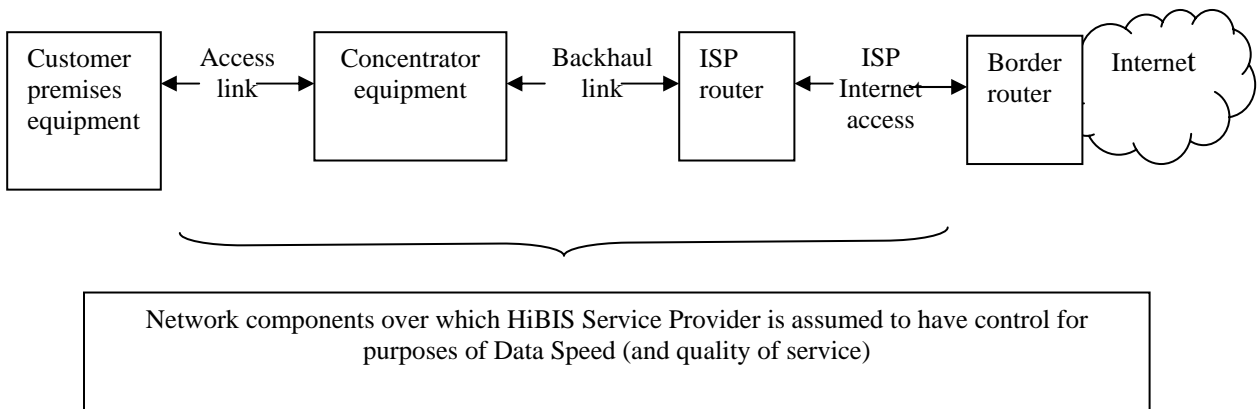 Customer
premises
equipment
Access
link
Concentrator
equipment
Backhaul
link
ISP
router
ISP
Internet
access
Border
router
Internet
Network components over which HiBIS Service Provider is assumed to have control for
purposes of Data Speed (and quality of service)